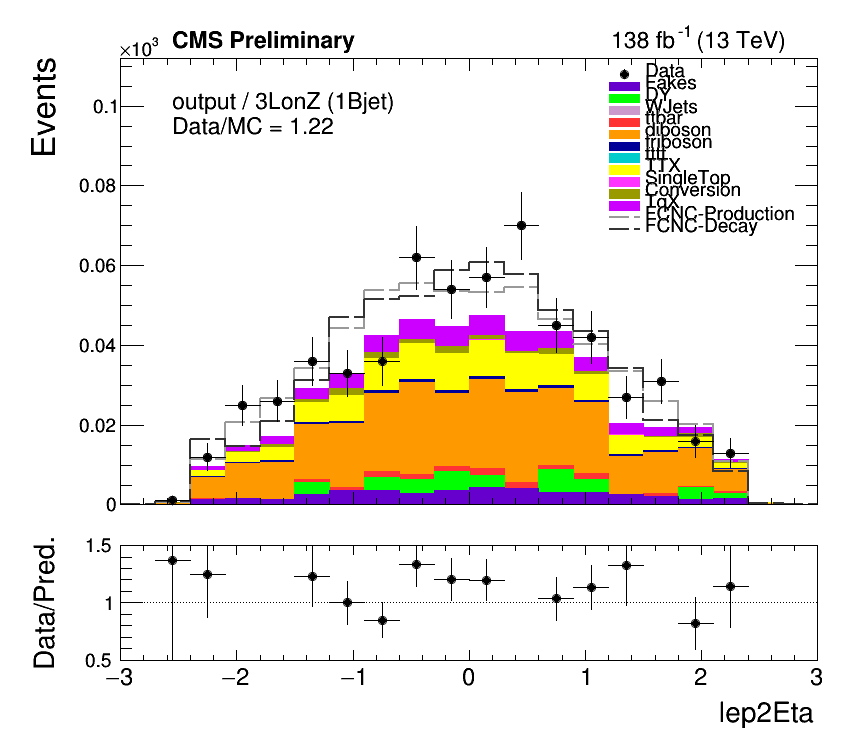 ×10³ CMS Preliminary 138 fb⁻¹ (13 TeV)
Events
output / 3LonZ (1Bjet)
Data/MC = 1.22
Data
Fakes
DY
WJets
ttbar
diboson
triboson
tttt
TTX
SingleTop
Conversion
TqX
FCNC-Production
FCNC-Decay
0.1
0.08
0.06
0.04
0.02
0
Data/Pred.
1.5
1
0.5
−3 −2 −1 0 1 2 3
lep2Eta